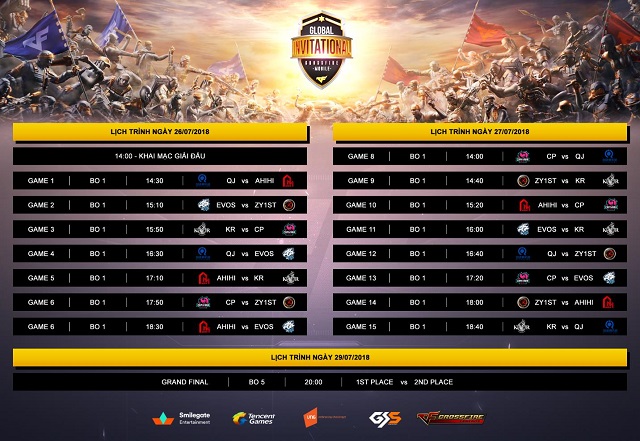 GLOBAL
INVITATIONAL
CROSSFIRE
MOBILE
LỊCH TRÌNH NGÀY 26/07/2018
14:00 - KHAI MẠC GIẢI ĐẤU
GAME 1 BO 1 14:30 QJ vs AHIHI
GAME 2 BO 1 15:10 EVOS vs ZY1ST
GAME 3 BO 1 15:50 KR vs CP
GAME 4 BO 1 16:30 QJ vs EVOS
GAME 5 BO 1 17:10 AHIHI vs KR
GAME 6 BO 1 17:50 CP vs ZY1ST
GAME 6 BO 1 18:30 AHIHI vs EVOS
LỊCH TRÌNH NGÀY 27/07/2018
GAME 8 BO 1 14:00 CP vs QJ
GAME 9 BO 1 14:40 ZY1ST vs KR
GAME 10 BO 1 15:20 AHIHI vs CP
GAME 11 BO 1 16:00 EVOS vs KR
GAME 12 BO 1 16:40 QJ vs ZY1ST
GAME 13 BO 1 17:20 CP vs EVOS
GAME 14 BO 1 18:00 ZY1ST vs AHIHI
GAME 15 BO 1 18:40 KR vs QJ
LỊCH TRÌNH NGÀY 29/07/2018
GRAND FINAL BO 5 20:00 1ST PLACE vs 2ND PLACE
Smilegate
Entertainment
Tencent
Games
CROSSFIRE